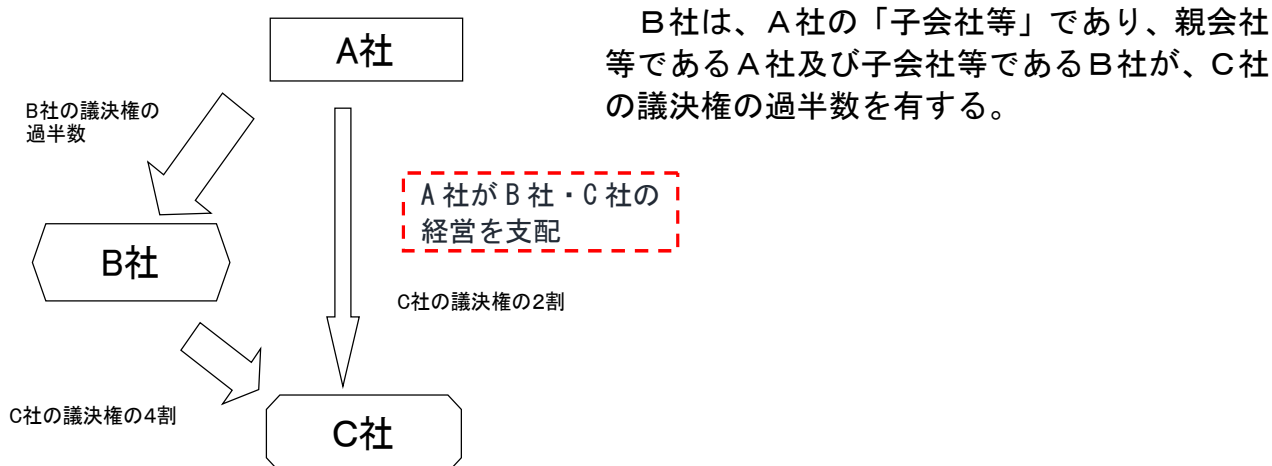 A社
B社の議決権の
過半数
A社がB社・C社の
経営を支配
B社
C社の議決権の2割
C社の議決権の4割
C社
　B社は、A社の「子会社等」であり、親会社
等であるA社及び子会社等であるB社が、C社
の議決権の過半数を有する。